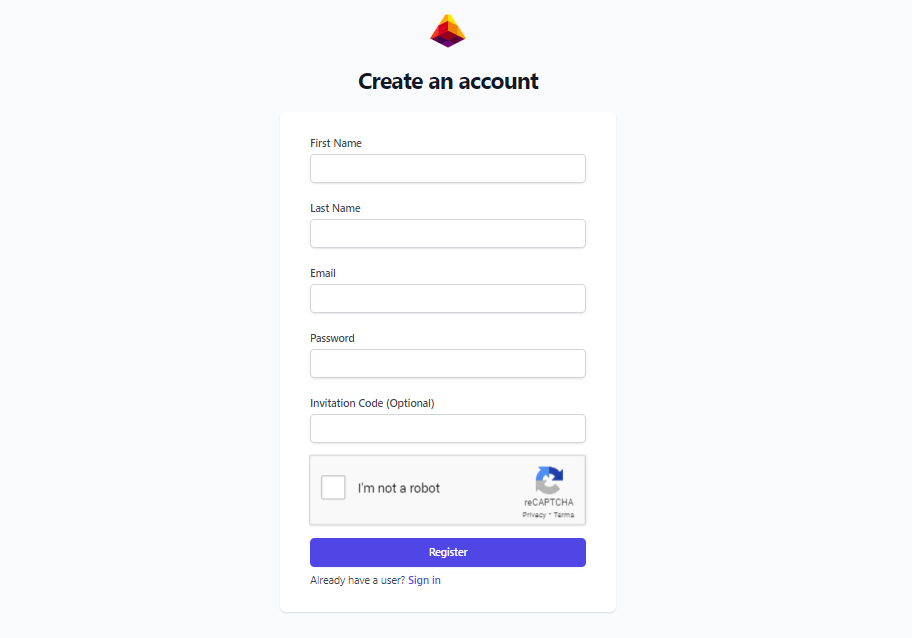 Create an account
First Name
Last Name
Email
Password
Invitation Code (Optional)
I'm not a robot
reCAPTCHA
Privacy - Terms
Register
Already have a user? Sign in